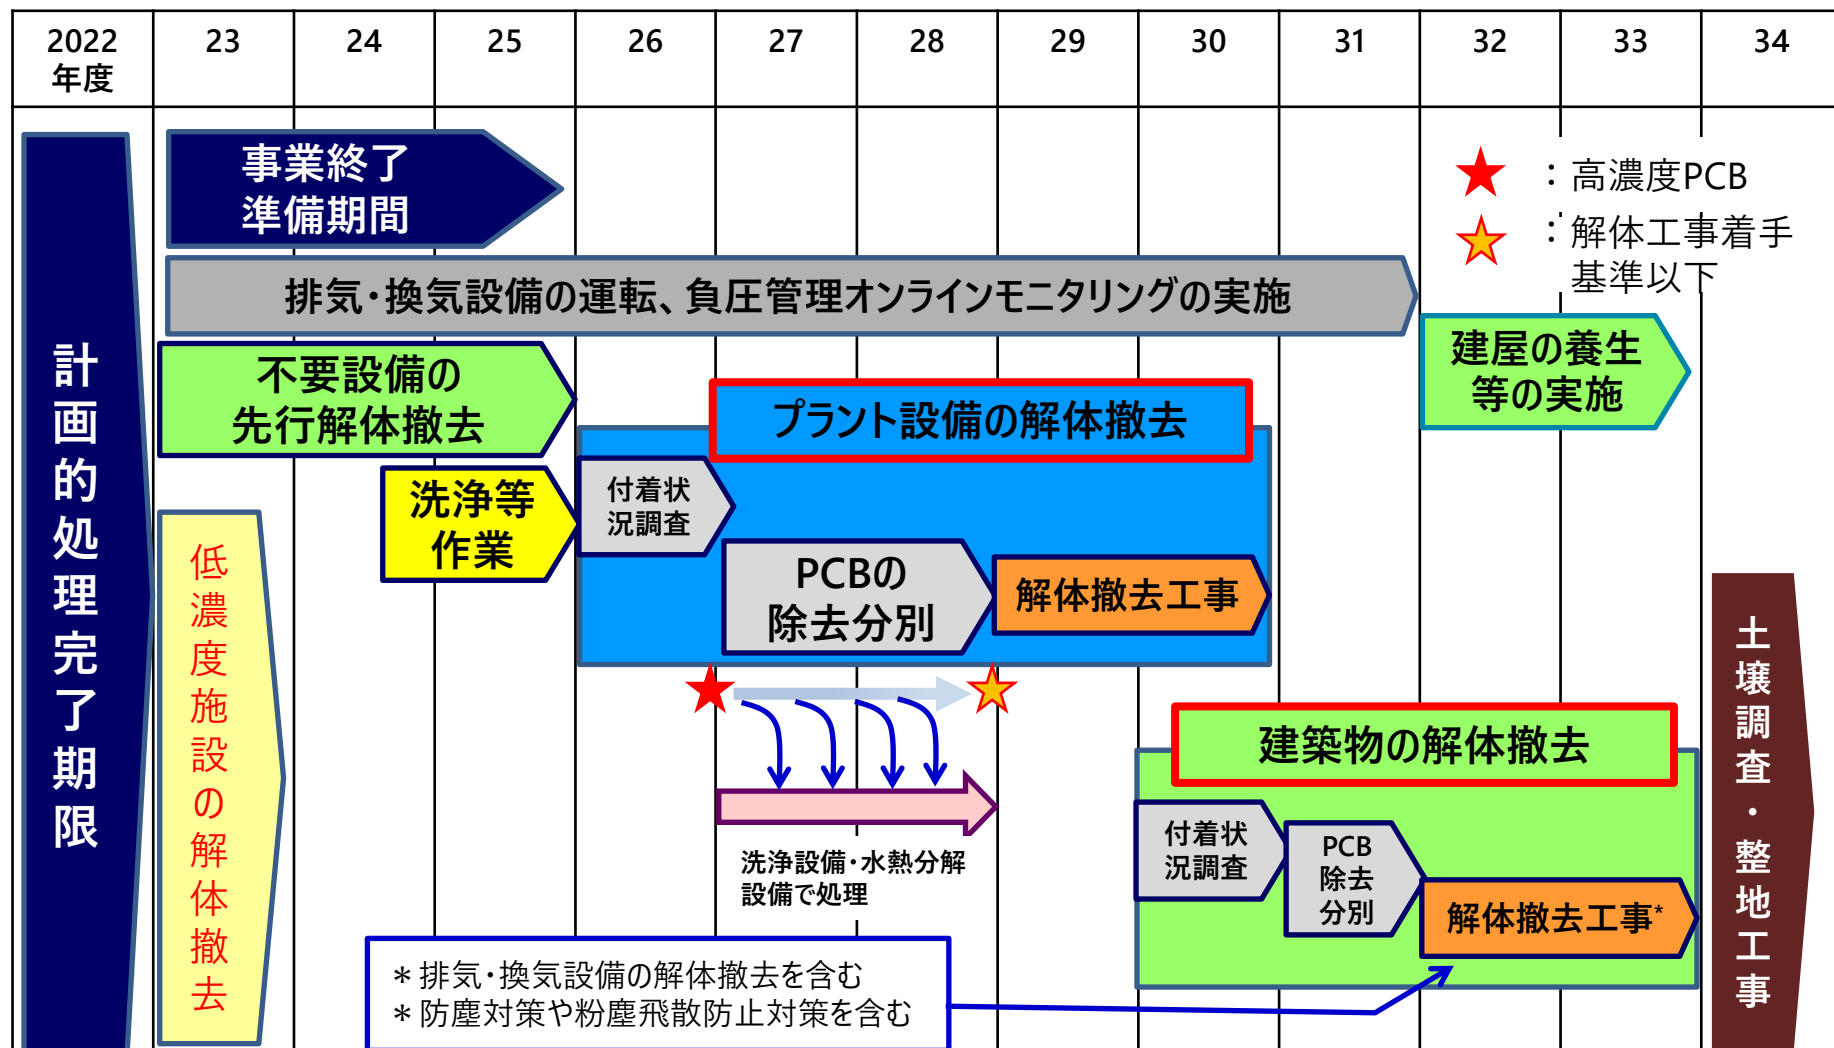 2022
年度
23
24
25
26
27
28
29
30
31
32
33
34
計画的処理完了期限
事業終了
準備期間
★ ：高濃度PCB
★ ：解体工事着手
基準以下
排気・換気設備の運転、負圧管理オンラインモニタリングの実施
不要設備の
先行解体撤去
建屋の養生
等の実施
プラント設備の解体撤去
洗浄等
作業
付着状
況調査
低濃度施設の解体撤去
PCBの
除去分別
解体撤去工事
土壌調査・整地工事
建築物の解体撤去
洗浄設備・水熱分解
設備で処理
付着状
況調査
PCB
除去
分別
解体撤去工事*
＊排気・換気設備の解体撤去を含む
＊防塵対策や粉塵飛散防止対策を含む